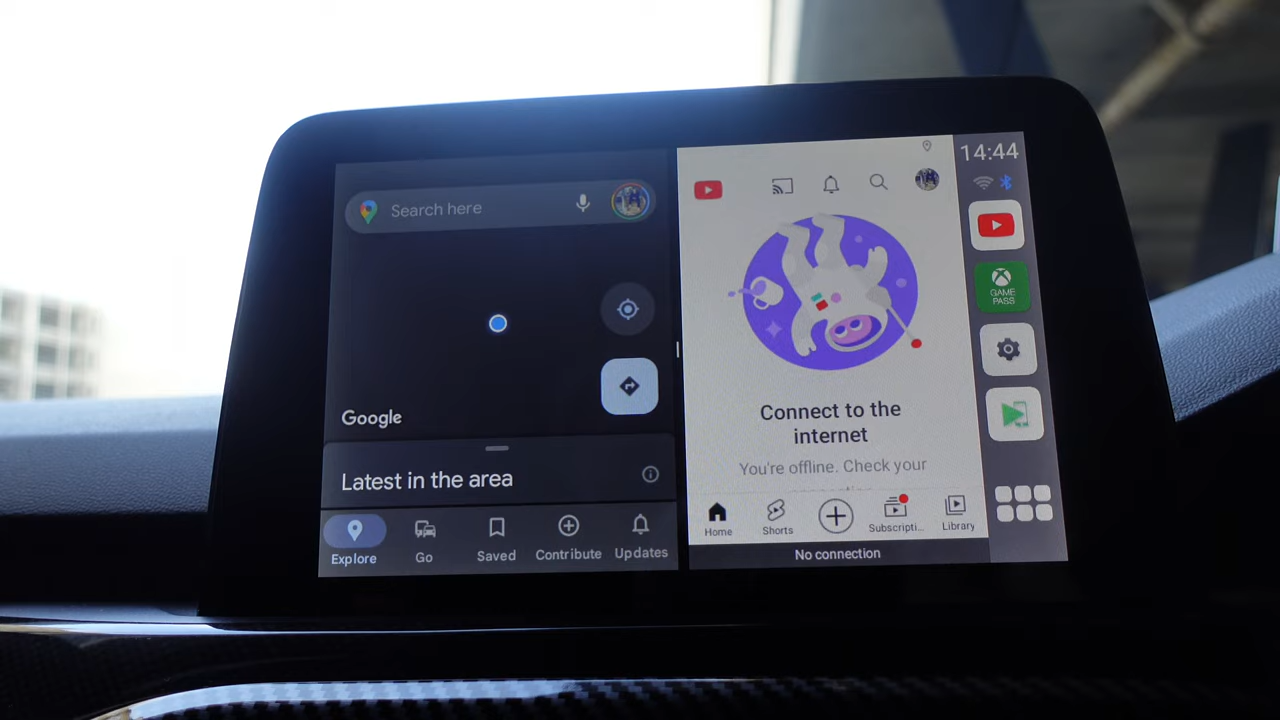 Search here
Google
Latest in the area
Explore
Go
Saved
Contribute
Updates
Connect to the
internet
You're offline. Check your
Home
Shorts
Subscripti...
Library
No connection
14:44
GAME
PASS